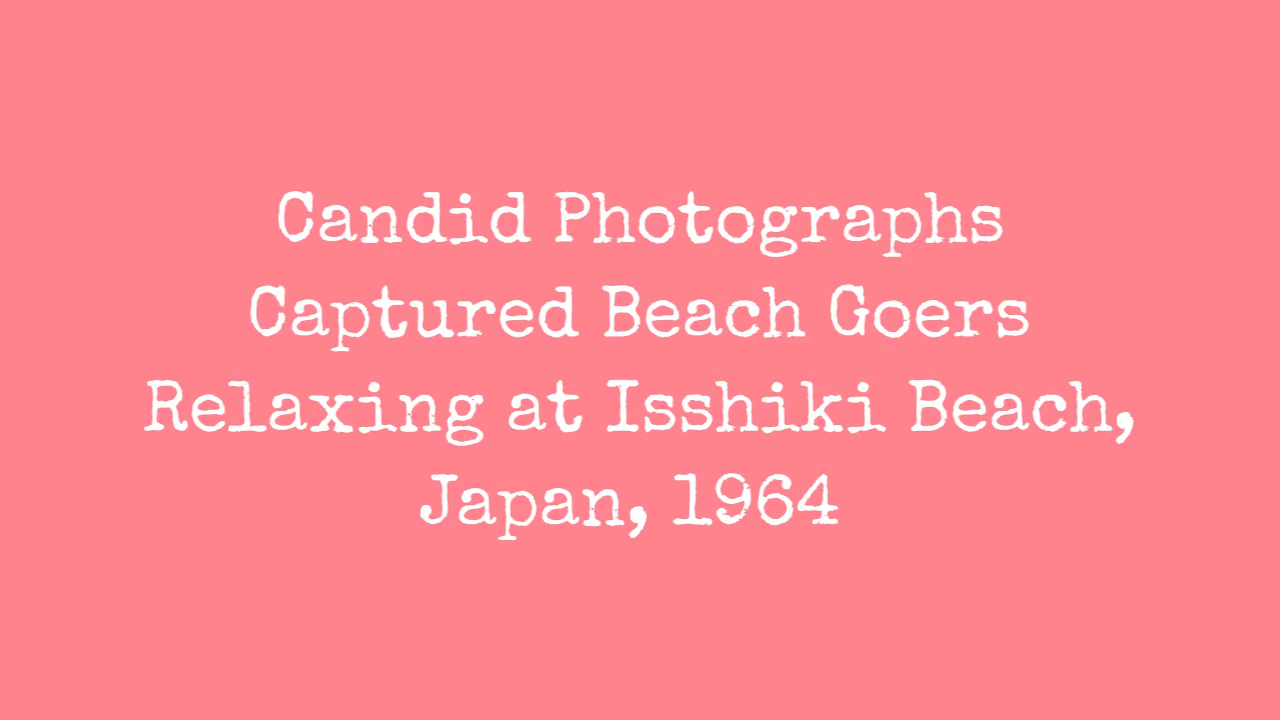 Candid Photographs
Captured Beach Goers
Relaxing at Isshiki Beach,
Japan, 1964